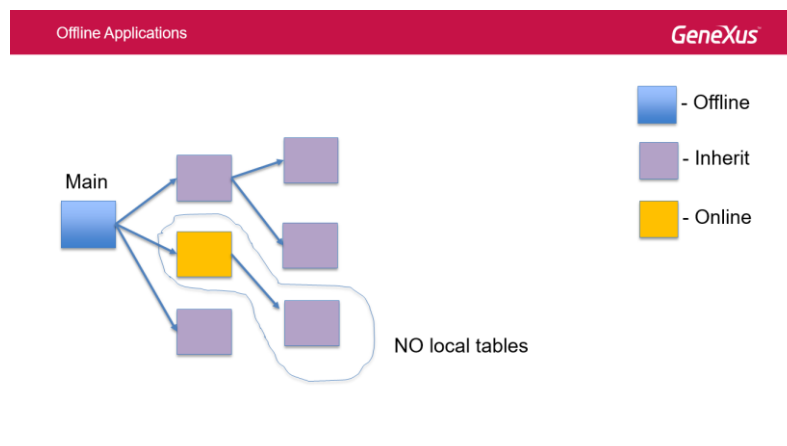 Offline Applications
GeneXus
- Offline
- Inherit
Main
- Online
NO local tables